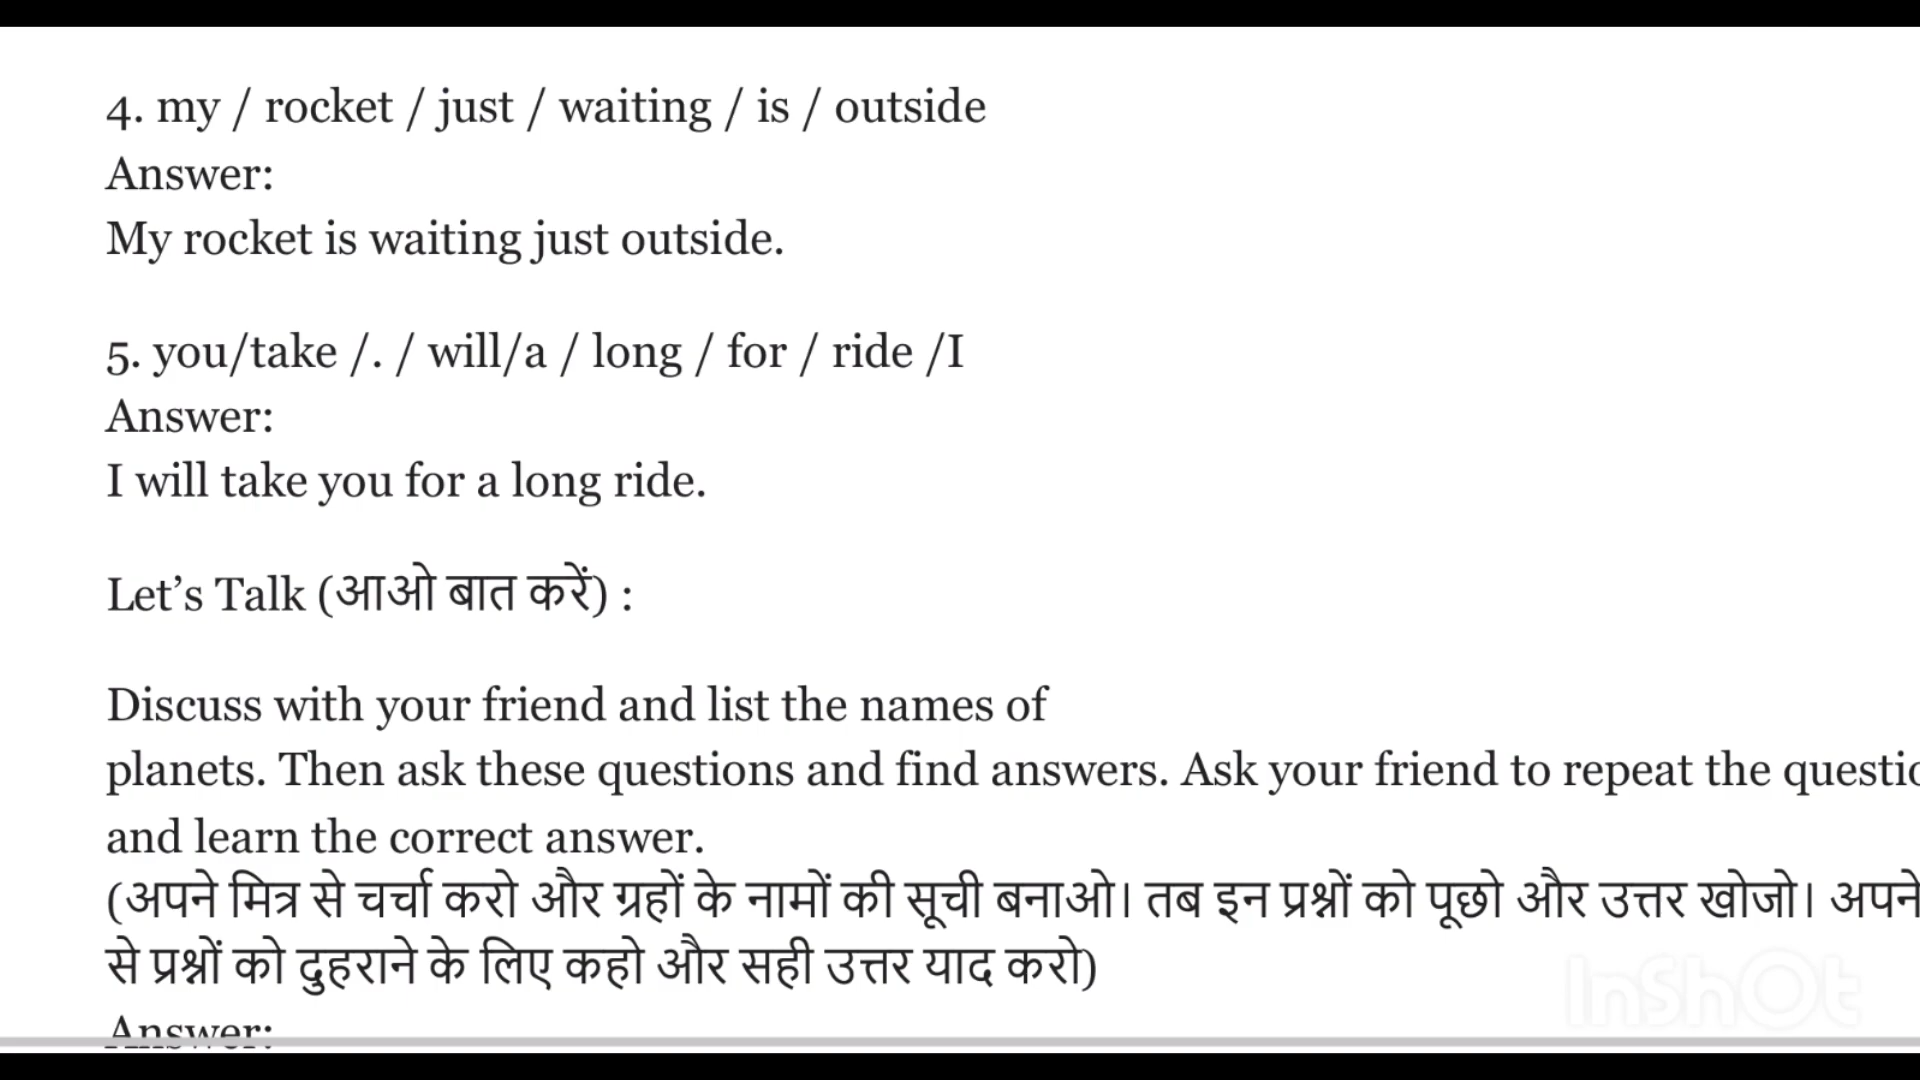 4. my / rocket / just / waiting / is / outside
Answer:
My rocket is waiting just outside.
5. you/take /. / will/a / long / for / ride /I
Answer:
I will take you for a long ride.
Let’s Talk (आओ बात करें) :
Discuss with your friend and list the names of
planets. Then ask these questions and find answers. Ask your friend to repeat the
and learn the correct answer.
(अपने मित्र से चर्चा करो और ग्रहों के नामों की सूची बनाओ। तब इन प्रश्नों को पूछो और उत्तर खोजो। अपने
से प्रश्नों को दुहराने के लिए कहो और सही उत्तर याद करो)
Answer:
InShOt